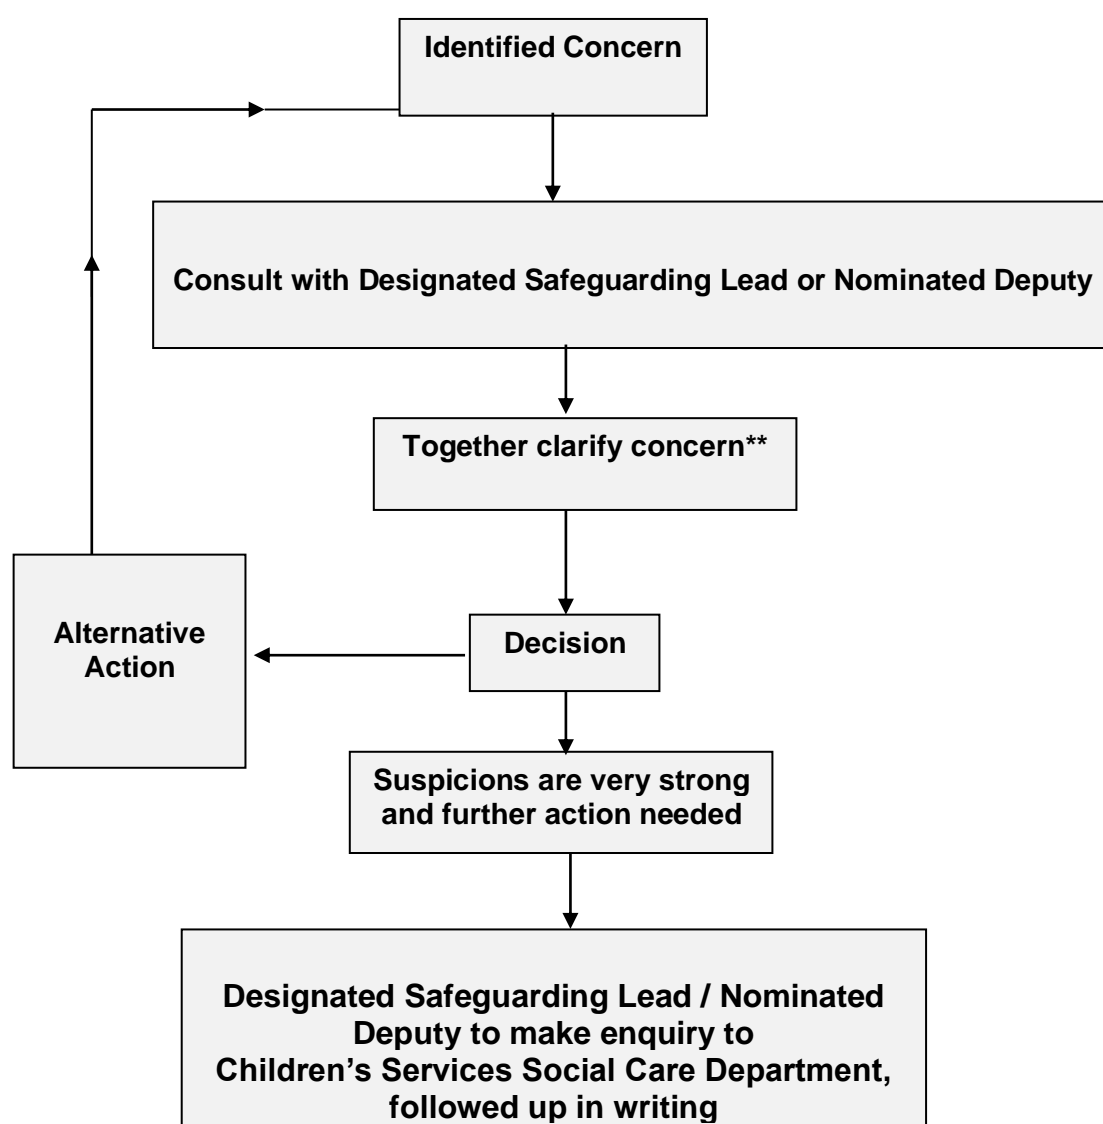 Identified Concern
Consult with Designated Safeguarding Lead or Nominated Deputy
Together clarify concern**
Decision
Alternative
Action
Suspicions are very strong
and further action needed
Designated Safeguarding Lead / Nominated
Deputy to make enquiry to
Children’s Services Social Care Department,
followed up in writing